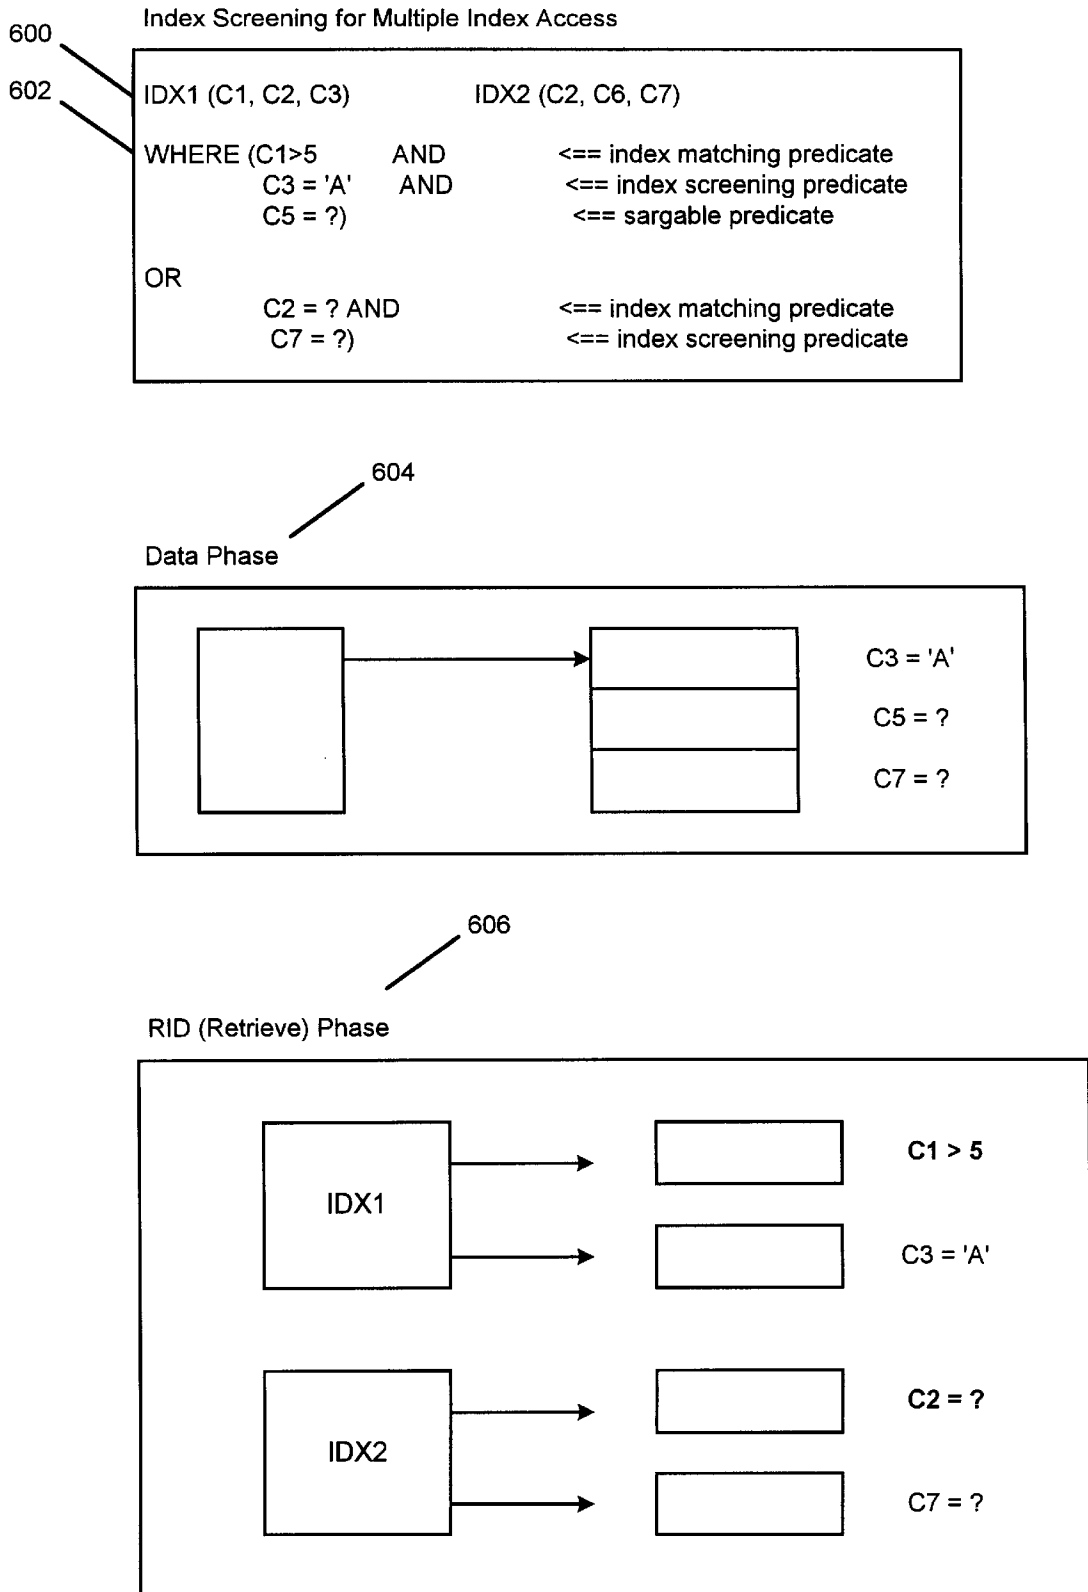 Index Screening for Multiple Index Access
600
602
IDX1 (C1, C2, C3) IDX2 (C2, C6, C7)
WHERE (C1>5 AND <== index matching predicate
C3 = 'A' AND <== index screening predicate
C5 = ?) <== sargable predicate
OR
C2 = ? AND <== index matching predicate
C7 = ?) <== index screening predicate
604
Data Phase
C3 = 'A'
C5 = ?
C7 = ?
606
RID (Retrieve) Phase
IDX1
C1 > 5
C3 = 'A'
IDX2
C2 = ?
C7 = ?